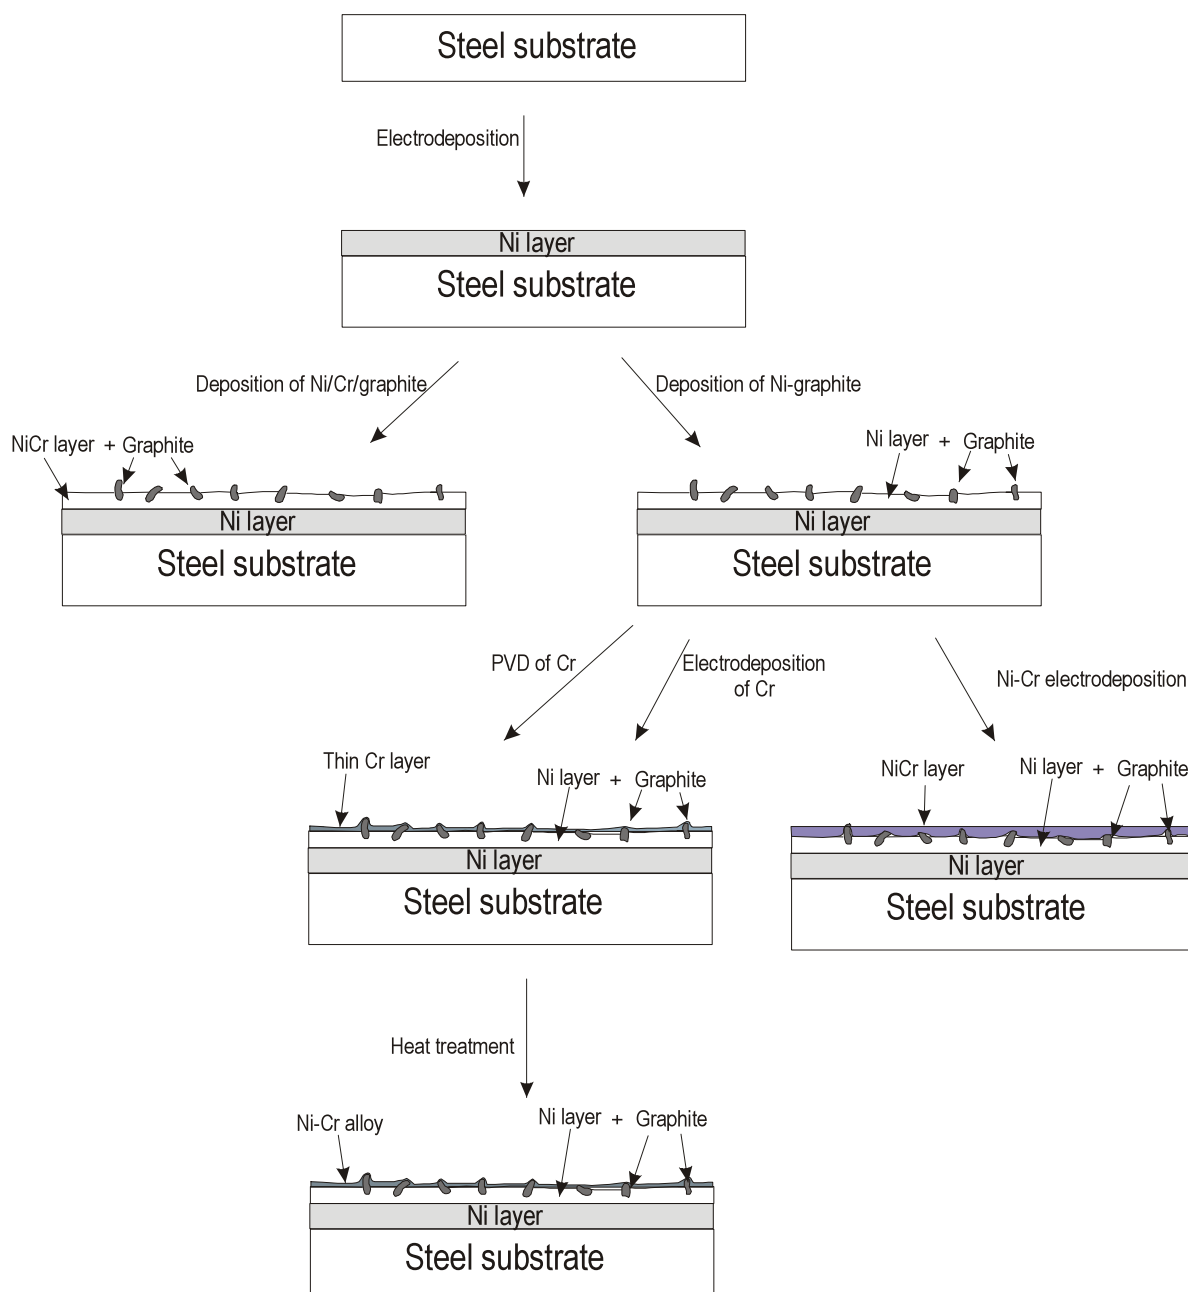 Steel substrate
Electrodeposition
Ni layer
Steel substrate
Deposition of Ni/Cr/graphite
Deposition of Ni-graphite
NiCr layer + Graphite
Ni layer
Steel substrate
Ni layer + Graphite
Ni layer
Steel substrate
PVD of Cr
Electrodeposition
of Cr
Ni-Cr electrodeposition
Thin Cr layer
Ni layer + Graphite
Ni layer
Steel substrate
NiCr layer
Ni layer + Graphite
Ni layer
Steel substrate
Heat treatment
Ni-Cr alloy
Ni layer + Graphite
Ni layer
Steel substrate